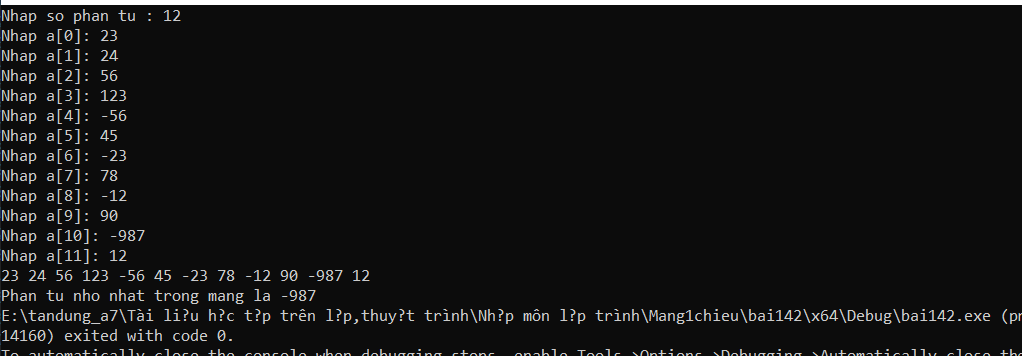 Nhap so phan tu : 12
Nhap a[0]: 23
Nhap a[1]: 24
Nhap a[2]: 56
Nhap a[3]: 123
Nhap a[4]: -56
Nhap a[5]: 45
Nhap a[6]: -23
Nhap a[7]: 78
Nhap a[8]: -12
Nhap a[9]: 90
Nhap a[10]: -987
Nhap a[11]: 12
23 24 56 123 -56 45 -23 78 -12 90 -987 12
Phan tu nho nhat trong mang la -987
E:\tandung_a7\Tài li?u h?c t?p trên l?p,thuy?t trình\Nh?p môn l?p trình\Mang1chieu\bai142\x64\Debug\bai142.exe (pr
14160) exited with code 0.
To automatically close the console when debugging stops, enable Tools->Options->Debugging->Automatically close the